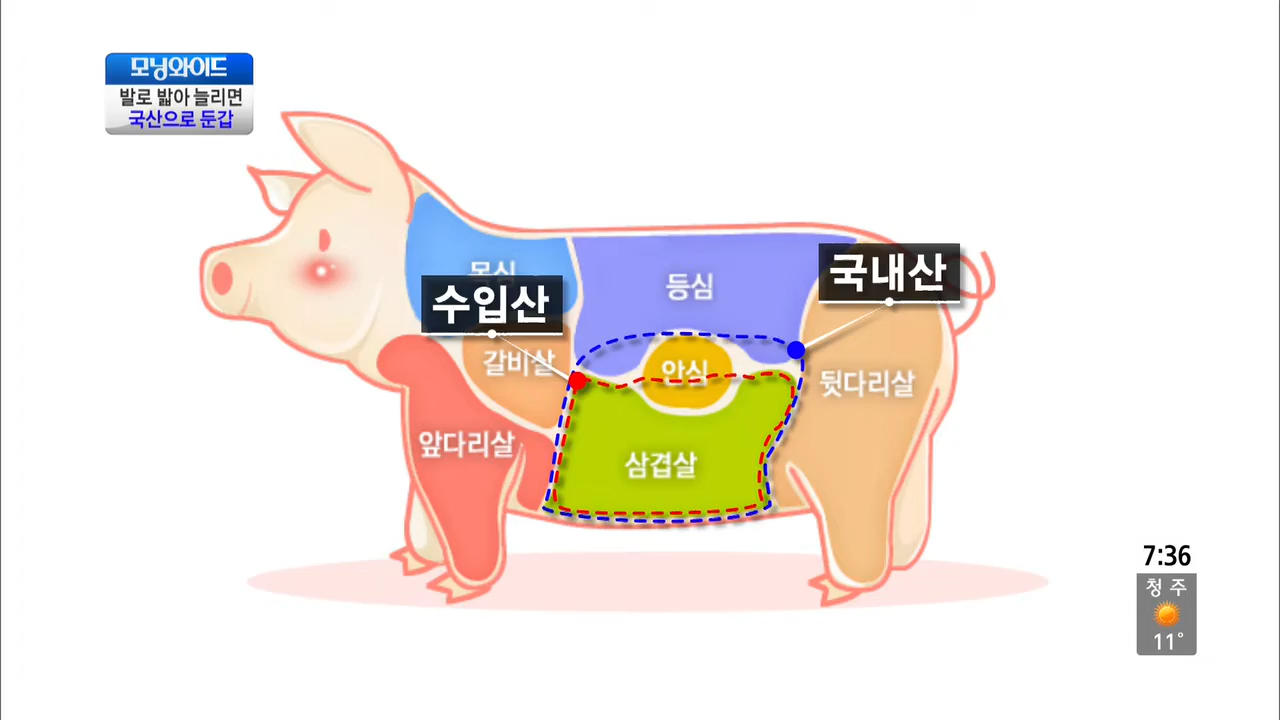 모닝와이드
발로 밟아 늘리면
국산으로 둔갑
국내산
수입산
등심
갈비살
안심
뒷다리살
앞다리살
삼겹살
7:36
청주
11°